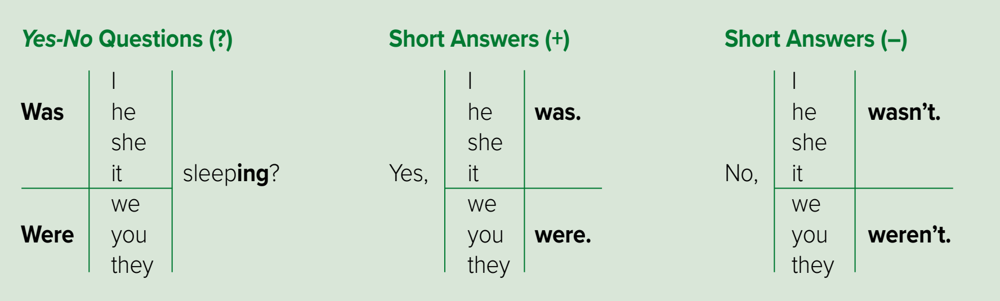 Yes-No Questions (?)
Was
I
he
she
it
Were
we
you
they
sleeping?
Short Answers (+)
Yes,
I
he
she
it
was.
we
you
they
were.
Short Answers (–)
No,
I
he
she
it
wasn’t.
we
you
they
weren’t.